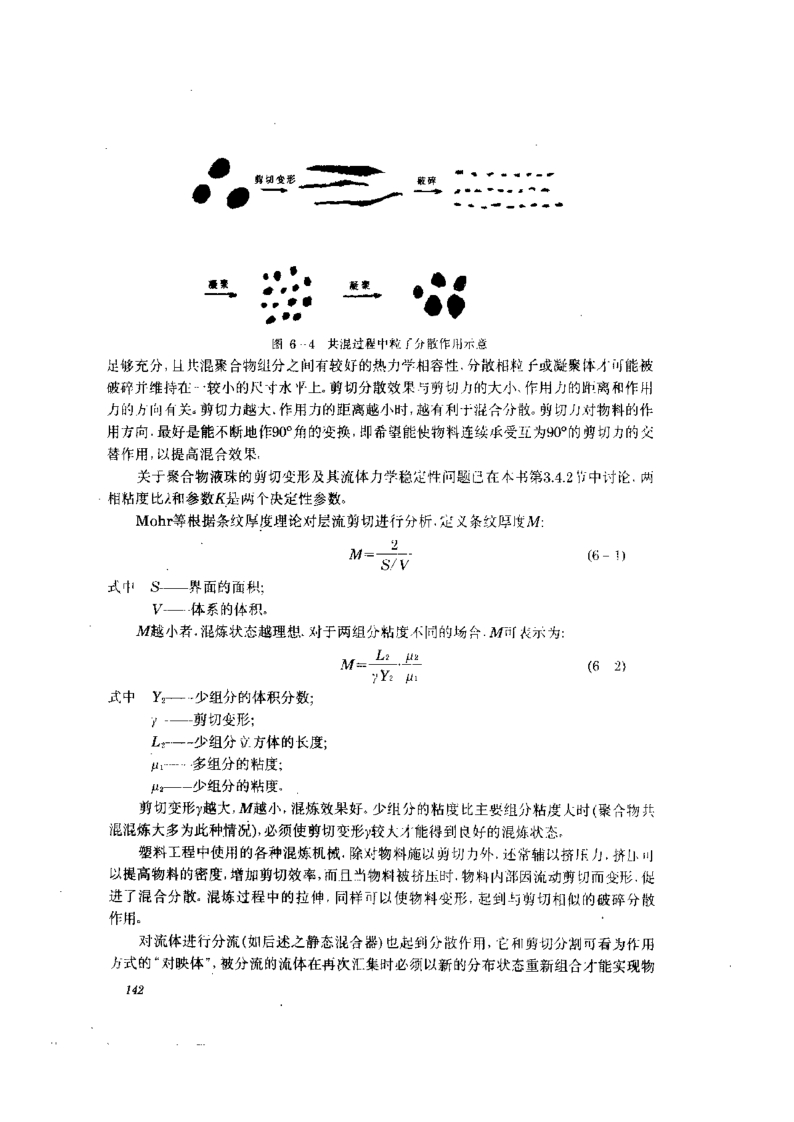 剪切变形
破碎
凝聚
凝聚
图 6-4 共混过程中粒子分散作用示意
足够充分,且共混聚合物组分之间有较好的热力学相容性,分散相粒子或凝聚体才可能被
破碎并维持在一较小的尺寸水平上。剪切分散效果与剪切力的大小、作用力的距离和作用
力的方向有关。剪切力越大、作用力的距离越小时,越有利于混合分散。剪切力对物料的作
用方向,最好是能不断地作90°角的变换,即希望能使物料连续承受互为90°的剪切力的交
替作用,以提高混合效果。
关于聚合物液珠的剪切变形及其流体力学稳定性问题已在本书第3.4.2节中讨论,两
相粘度比λ和参数K是两个决定性参数。
Mohr等根据条纹厚度理论对层流剪切进行分析,定义条纹厚度M:
M=2/(S/V) (6-1)
式中 S——界面的面积;
V——体系的体积。
M越小者,混炼状态越理想。对于两组分粘度不同的场合,M可表示为:
M=L₂/(γY₂)·μ₂/μ₁ (6-2)
式中 Y₂——少组分的体积分数;
γ——剪切变形;
L₂——少组分立方体的长度;
μ₁——多组分的粘度;
μ₂——少组分的粘度。
剪切变形γ越大,M越小,混炼效果好。少组分的粘度比主要组分粘度大时(聚合物共
混混炼大多为此种情况),必须使剪切变形γ较大才能得到良好的混炼状态。
塑料工程中使用的各种混炼机械,除对物料施以剪切力外,还常辅以挤压力,挤压可
以提高物料的密度,增加剪切效率,而且当物料被挤压时,物料内部因流动剪切而变形,促
进了混合分散。混炼过程中的拉伸,同样可以使物料变形,起到与剪切相似的破碎分散
作用。
对流体进行分流(如后述之静态混合器)也起到分散作用,它和剪切分割可看为作用
方式的“对映体”,被分流的流体在再次汇集时必须以新的分布状态重新组合才能实现物
142